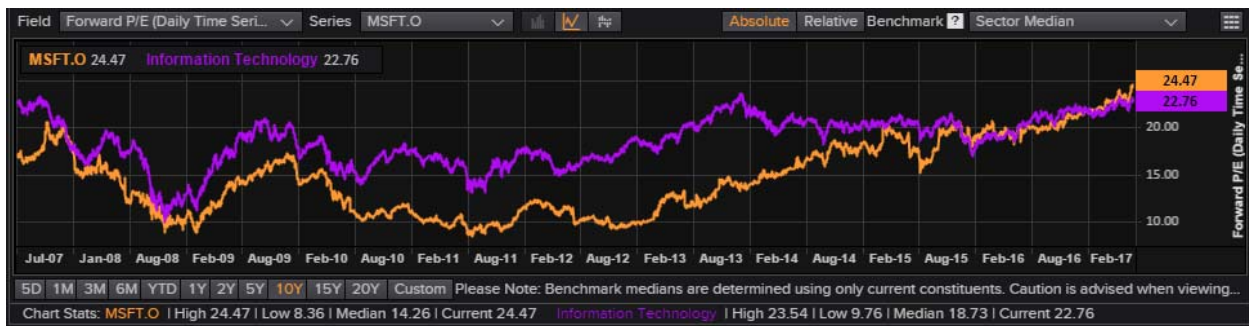 Field Forward P/E (Daily Time Seri... Series MSFT.O Absolute Relative Benchmark ? Sector Median
MSFT.O 24.47 Information Technology 22.76
24.47
22.76
20.00
15.00
10.00
Forward P/E (Daily Time Se...
Jul-07 Jan-08 Aug-08 Feb-09 Aug-09 Feb-10 Aug-10 Feb-11 Aug-11 Feb-12 Aug-12 Feb-13 Aug-13 Feb-14 Aug-14 Feb-15 Aug-15 Feb-16 Aug-16 Feb-17
5D 1M 3M 6M YTD 1Y 2Y 5Y 10Y 15Y 20Y Custom Please Note: Benchmark medians are determined using only current constituents. Caution is advised when viewing...
Chart Stats: MSFT.O | High 24.47 | Low 8.36 | Median 14.26 | Current 24.47 Information Technology | High 23.54 | Low 9.76 | Median 18.73 | Current 22.76